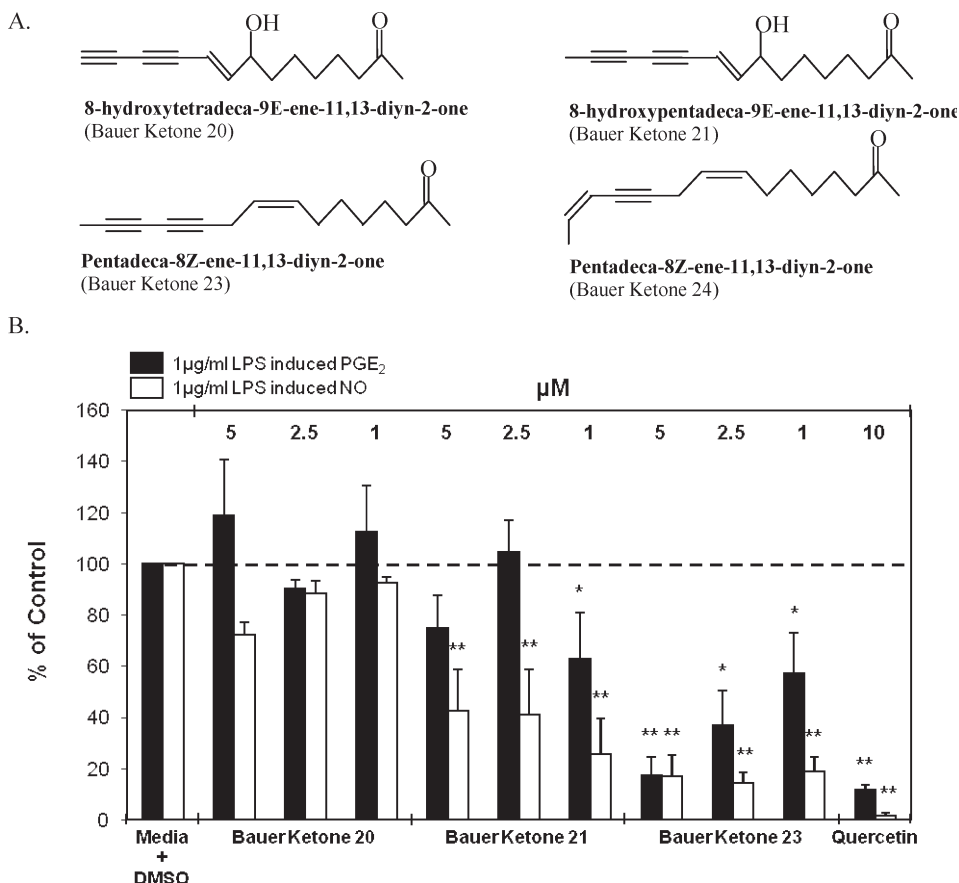 A.
OH
O
OH
O
8-hydroxytetradeca-9E-ene-11,13-diyn-2-one
(Bauer Ketone 20)
8-hydroxypentadeca-9E-ene-11,13-diyn-2-one
(Bauer Ketone 21)
O
O
Pentadeca-8Z-ene-11,13-diyn-2-one
(Bauer Ketone 23)
Pentadeca-8Z-ene-11,13-diyn-2-one
(Bauer Ketone 24)
B.
1µg/ml LPS induced PGE2
1µg/ml LPS induced NO
µM
5 2.5 1 5 2.5 1 5 2.5 1 10
% of Control
160
140
120
100
80
60
40
20
0
** ** * ** ** ** * ** * ** ** **
Media + DMSO
Bauer Ketone 20
Bauer Ketone 21
Bauer Ketone 23
Quercetin